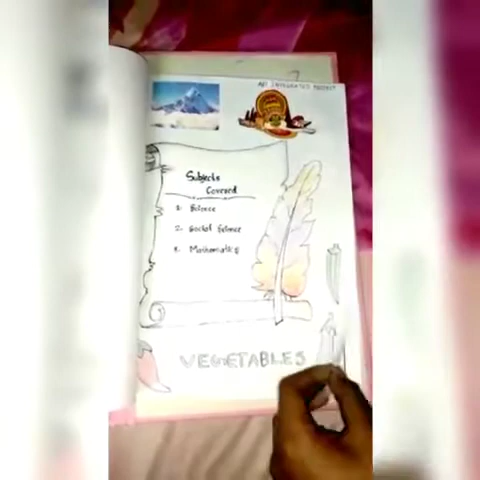 ART INTEGRATED PROJECT
Subjects
Covered
1. Science
2. Social Science
3. Mathematics
VEGETABLES